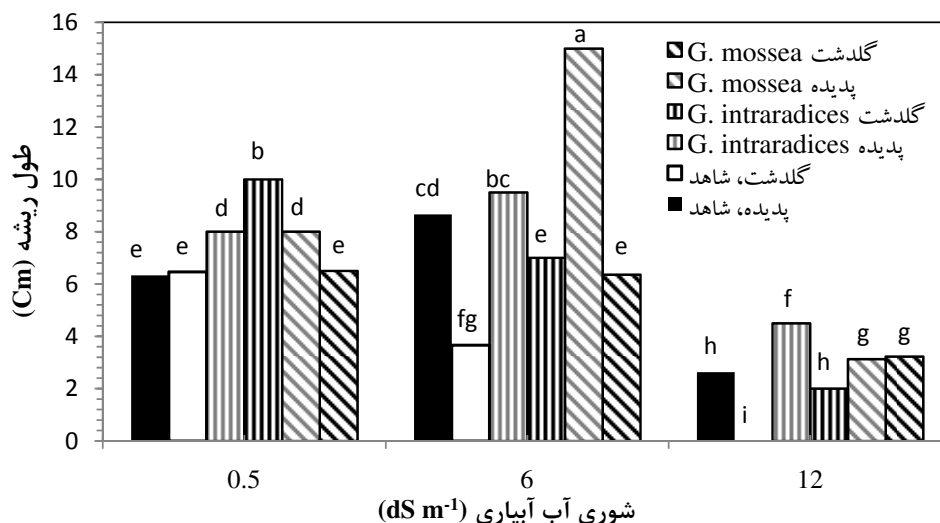 طول ریشه (Cm))
16
14
12
10
8
6
4
2
0
e
e
d
b
d
e
cd
fg
bc
e
a
e
h
i
f
h
g
g
G. mossea گلدشت
G. mossea پدیده
G. intraradices گلدشت
G. intraradices پدیده
گلدشت، شاهد
پدیده، شاهد
0.5
6
12
شوری آب آبیاری (dS m⁻¹)